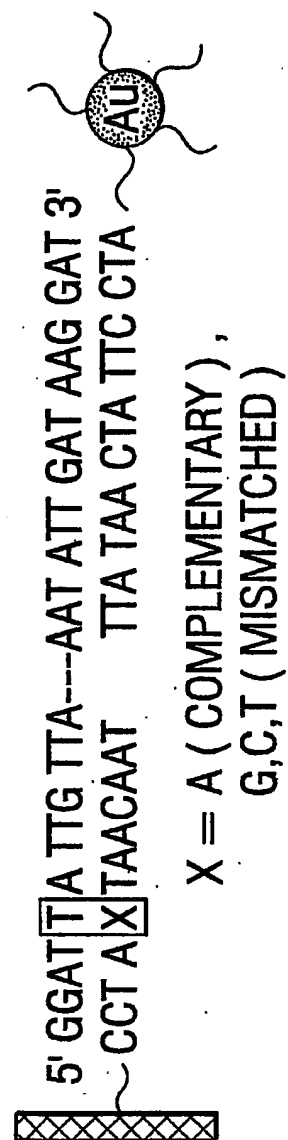 5' GGATT A TTG TTA---AAT ATT GAT AAG GAT 3'
CCT A X TAACAAT TTA TAA CTA TTC CTA
Au
X = A ( COMPLEMENTARY ) ,
G,C,T ( MISMATCHED )